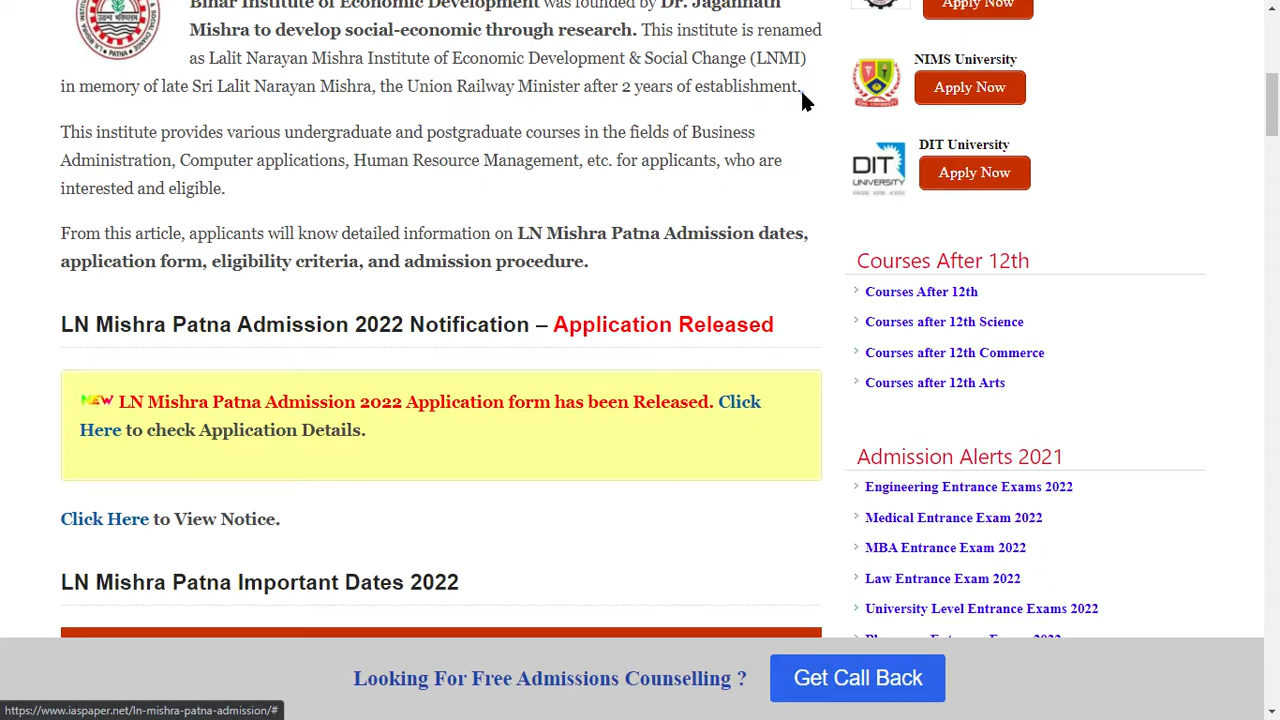 Bihar Institute of Economic Development was founded by Dr. Jagannath
Mishra to develop social-economic through research. This institute is renamed
as Lalit Narayan Mishra Institute of Economic Development & Social Change (LNMI)
in memory of late Sri Lalit Narayan Mishra, the Union Railway Minister after 2 years of establishment.
This institute provides various undergraduate and postgraduate courses in the fields of Business
Administration, Computer applications, Human Resource Management, etc. for applicants, who are
interested and eligible.
From this article, applicants will know detailed information on LN Mishra Patna Admission dates,
application form, eligibility criteria, and admission procedure.
LN Mishra Patna Admission 2022 Notification – Application Released
NEW LN Mishra Patna Admission 2022 Application form has been Released. Click
Here to check Application Details.
Click Here to View Notice.
LN Mishra Patna Important Dates 2022
Apply Now
NIMS University
Apply Now
DIT University
DIT
UNIVERSITY
Apply Now
Courses After 12th
Courses After 12th
Courses after 12th Science
Courses after 12th Commerce
Courses after 12th Arts
Admission Alerts 2021
Engineering Entrance Exams 2022
Medical Entrance Exam 2022
MBA Entrance Exam 2022
Law Entrance Exam 2022
University Level Entrance Exams 2022
Looking For Free Admissions Counselling ?
Get Call Back
https://www.iaspaper.net/ln-mishra-patna-admission/#